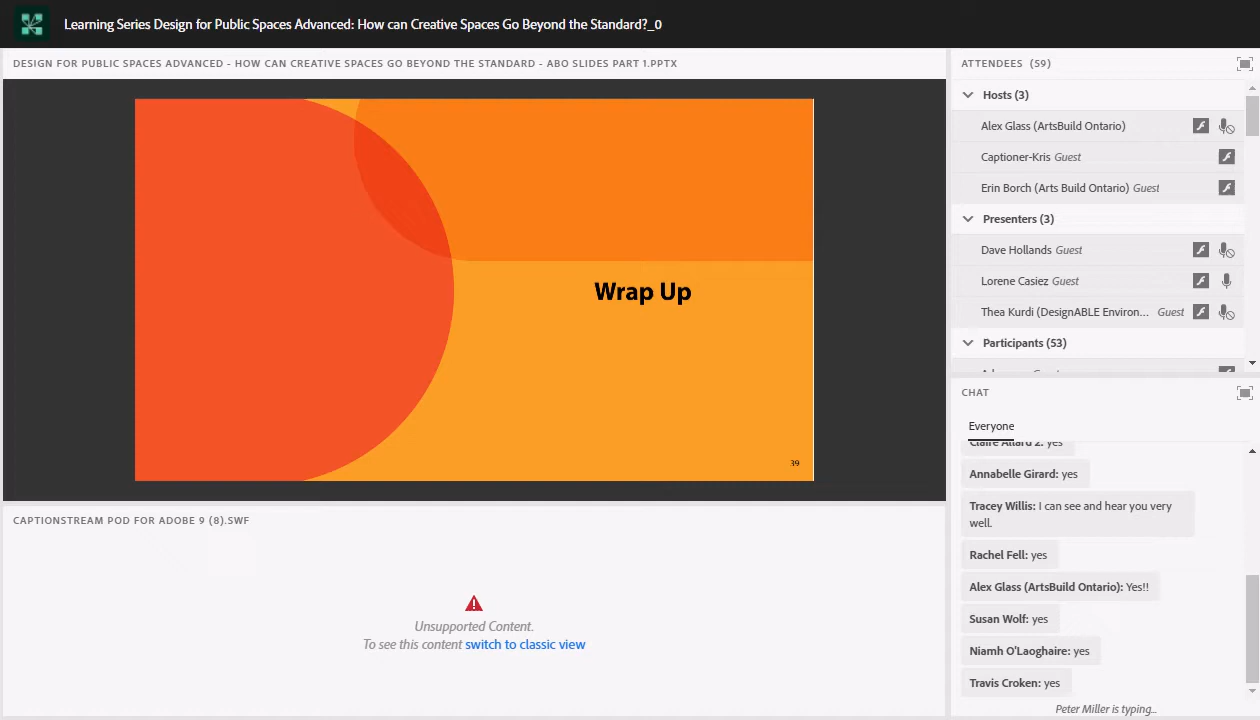 Learning Series Design for Public Spaces Advanced: How can Creative Spaces Go Beyond the Standard?_0
DESIGN FOR PUBLIC SPACES ADVANCED - HOW CAN CREATIVE SPACES GO BEYOND THE STANDARD - ABO SLIDES PART 1.PPTX
Wrap Up
39
CAPTIONSTREAM POD FOR ADOBE 9 (8).SWF
Unsupported Content.
To see this content switch to classic view
ATTENDEES (59)
Hosts (3)
Alex Glass (ArtsBuild Ontario)
Captioner-Kris Guest
Erin Borch (Arts Build Ontario) Guest
Presenters (3)
Dave Hollands Guest
Lorene Casiez Guest
Thea Kurdi (DesignABLE Environ... Guest
Participants (53)
CHAT
Everyone
Claire Allard 2: yes
Annabelle Girard: yes
Tracey Willis: I can see and hear you very
well.
Rachel Fell: yes
Alex Glass (ArtsBuild Ontario): Yes!!
Susan Wolf: yes
Niamh O'Laoghaire: yes
Travis Croken: yes
Peter Miller is typing...